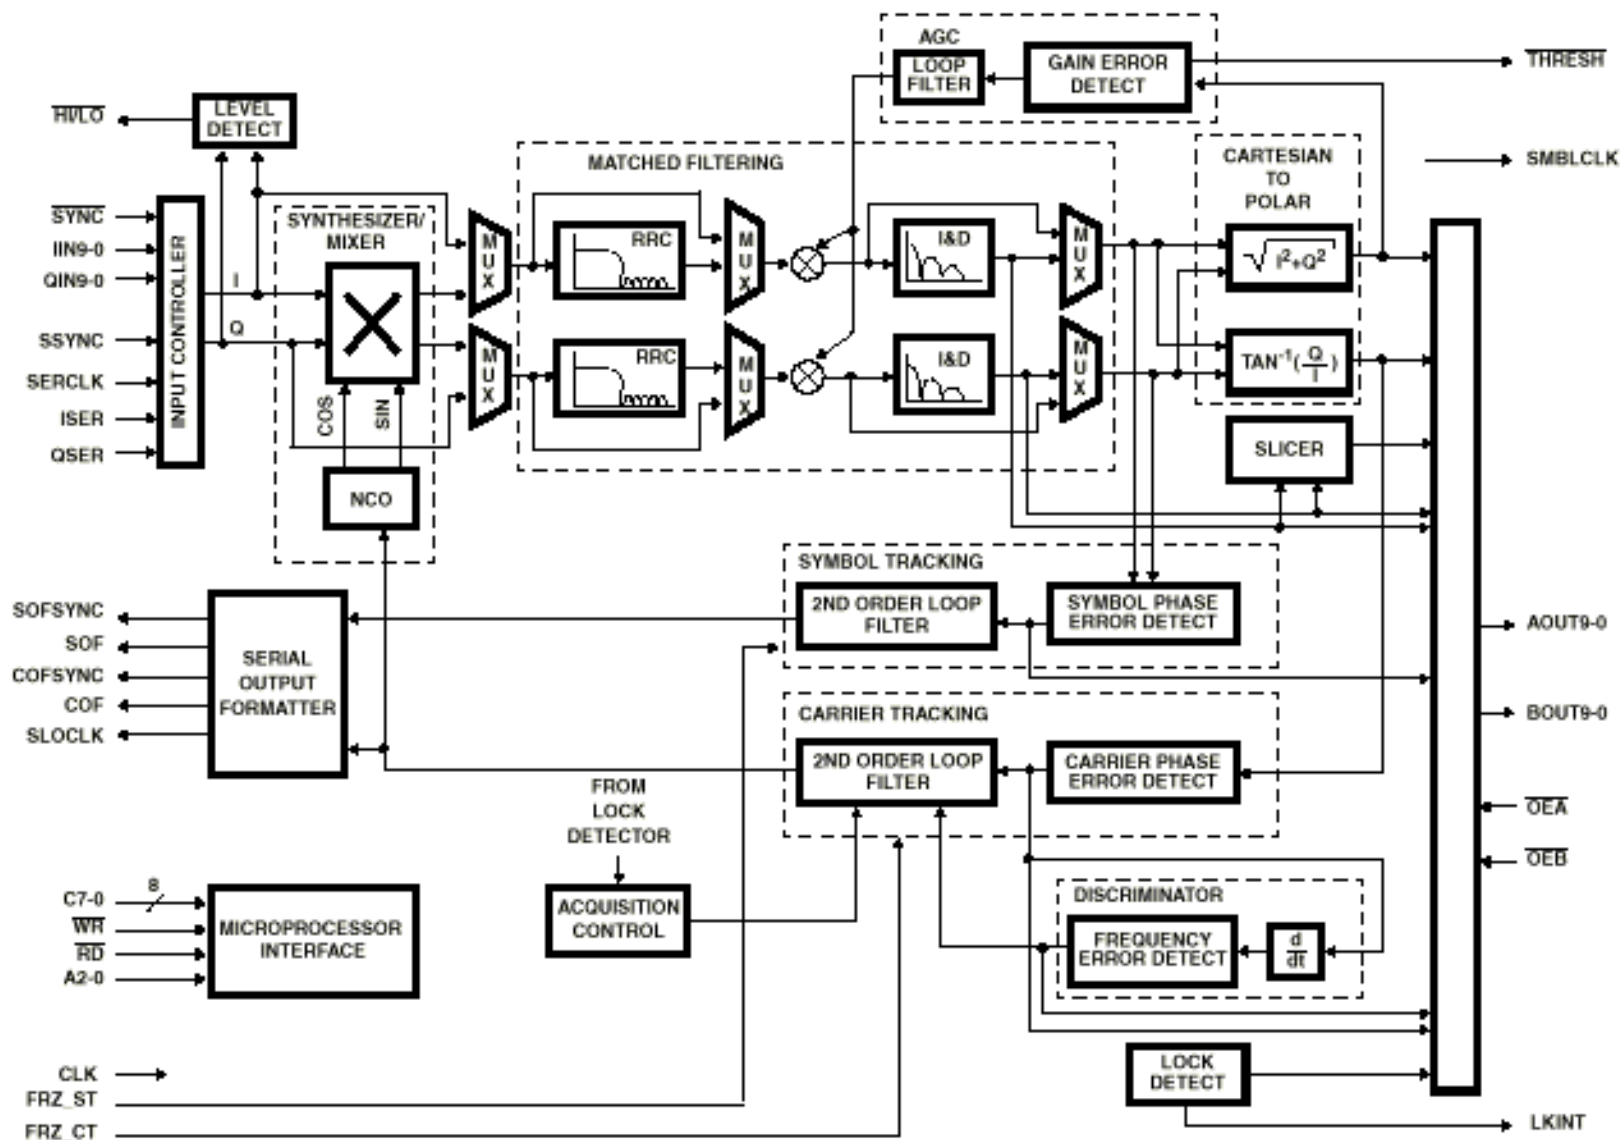 AGC
LOOP
FILTER
GAIN ERROR
DETECT
THRESH
HI/LO
LEVEL
DETECT
MATCHED FILTERING
CARTESIAN
TO
POLAR
SMBLCLK
SYNC
IIN9-0
QIN9-0
SSYNC
SERCLK
ISER
QSER
INPUT CONTROLLER
I
Q
SYNTHESIZER/
MIXER
COS
SIN
NCO
MUX
MUX
RRC
RRC
MUX
MUX
I&D
I&D
MUX
MUX
√I²+Q²
TAN⁻¹(Q/I)
SLICER
SYMBOL TRACKING
2ND ORDER LOOP
FILTER
SYMBOL PHASE
ERROR DETECT
SOFSYNC
SOF
COFSYNC
COF
SLOCLK
SERIAL
OUTPUT
FORMATTER
AOUT9-0
BOUT9-0
OEA
OEB
CARRIER TRACKING
2ND ORDER LOOP
FILTER
CARRIER PHASE
ERROR DETECT
FROM
LOCK
DETECTOR
ACQUISITION
CONTROL
DISCRIMINATOR
FREQUENCY
ERROR DETECT
d
dt
C7-0
8
WR
RD
A2-0
MICROPROCESSOR
INTERFACE
LOCK
DETECT
CLK
FRZ_ST
FRZ_CT
LKINT